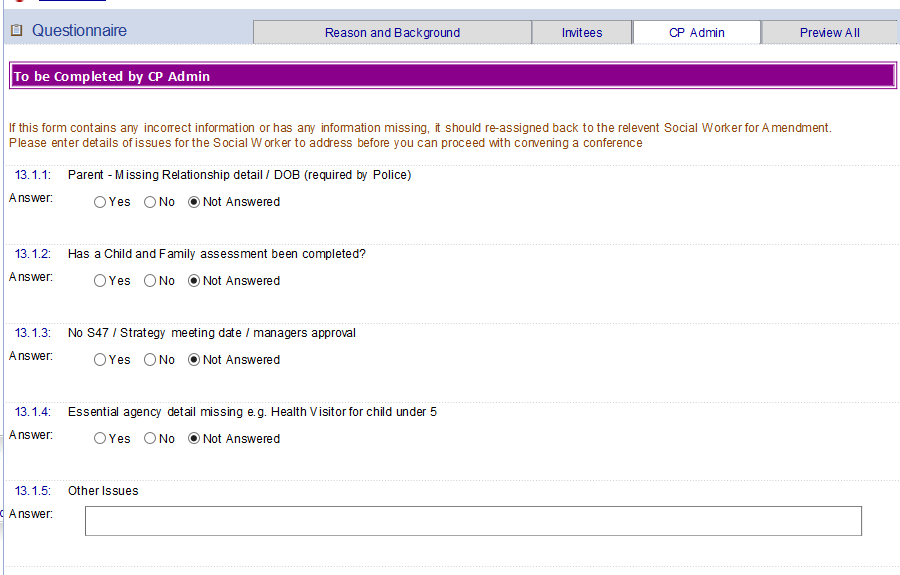 Questionnaire
Reason and Background
Invitees
CP Admin
Preview All
To be Completed by CP Admin
If this form contains any incorrect information or has any information missing, it should re-assigned back to the relevent Social Worker for Amendment.
Please enter details of issues for the Social Worker to address before you can proceed with convening a conference
13.1.1: Parent - Missing Relationship detail / DOB (required by Police)
Answer: Yes No Not Answered
13.1.2: Has a Child and Family assessment been completed?
Answer: Yes No Not Answered
13.1.3: No S47 / Strategy meeting date / managers approval
Answer: Yes No Not Answered
13.1.4: Essential agency detail missing e.g. Health Visitor for child under 5
Answer: Yes No Not Answered
13.1.5: Other Issues
Answer: